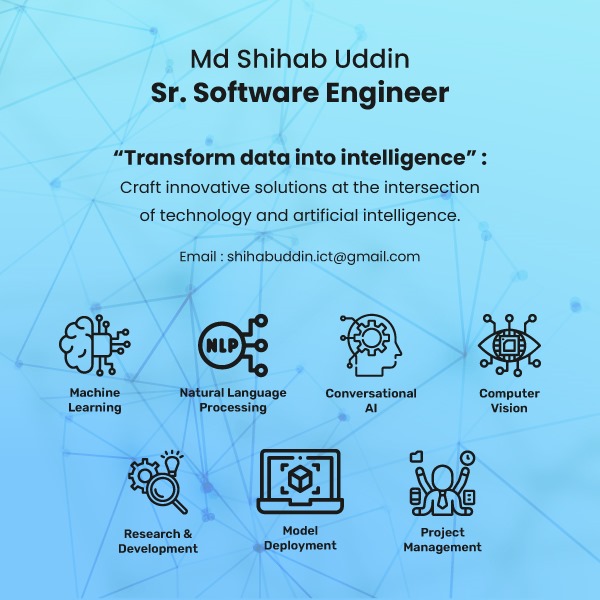 Md Shihab Uddin
Sr. Software Engineer
“Transform data into intelligence” :
Craft innovative solutions at the intersection
of technology and artificial intelligence.
Email : shihabuddin.ict@gmail.com
NLP
Machine
Learning
Natural Language
Processing
Conversational
AI
Computer
Vision
Research &
Development
Model
Deployment
Project
Management